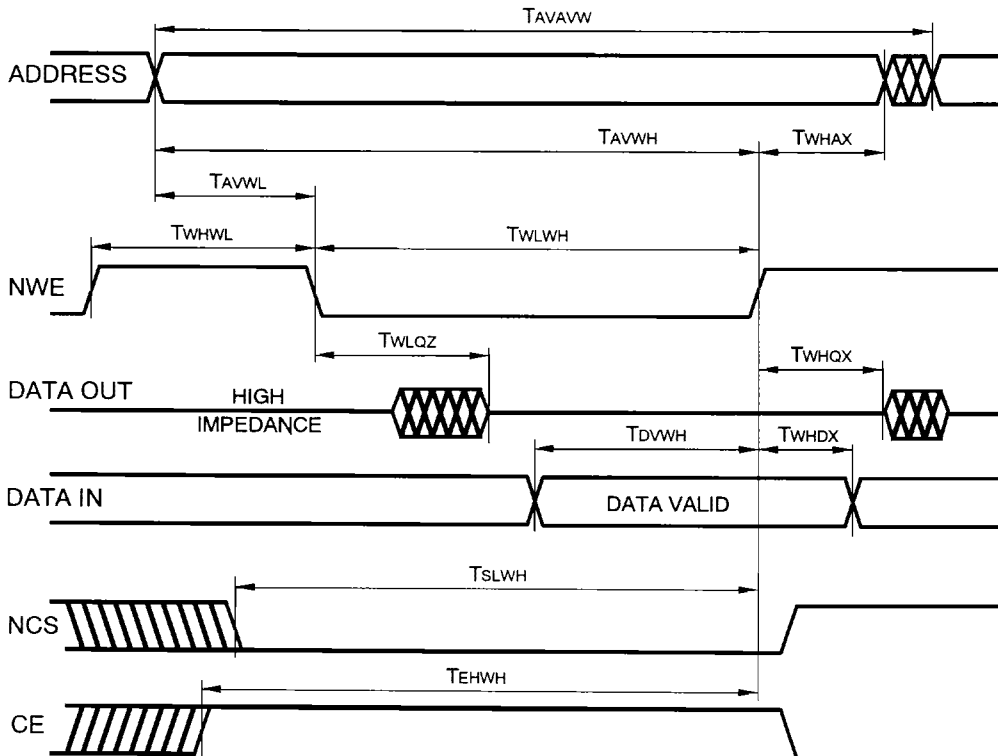 TAVAVW
ADDRESS
TAVWH
TWHAX
TAVWL
TWHWL
TWLWH
NWE
TWLQZ
TWHQX
DATA OUT
HIGH
IMPEDANCE
TDVWH
TWHDX
DATA IN
DATA VALID
TSLWH
NCS
TEHWH
CE